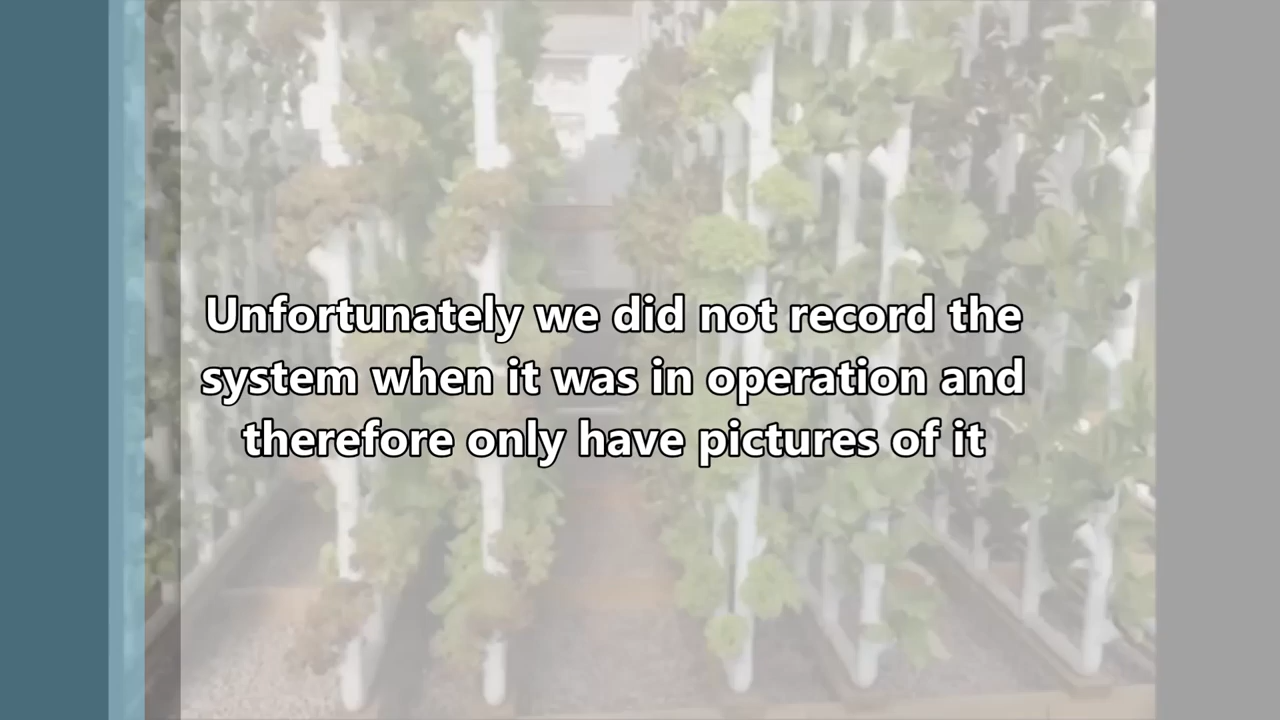 Unfortunately we did not record the
system when it was in operation and
therefore only have pictures of it